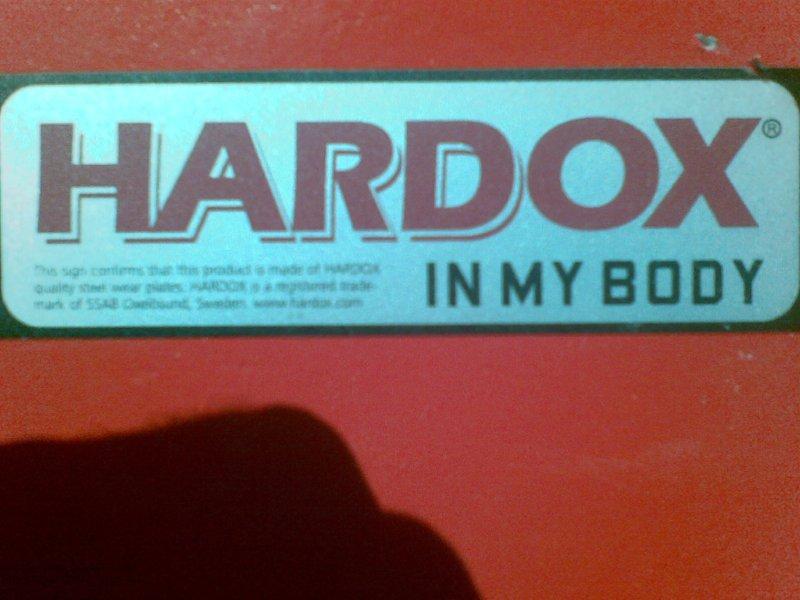 HARDOX®
IN MY BODY
This sign confirms that this product is made of HARDOX
quality steel wear plates. HARDOX is a registered trade-
mark of SSAB Oxelösund, Sweden. www.hardox.com